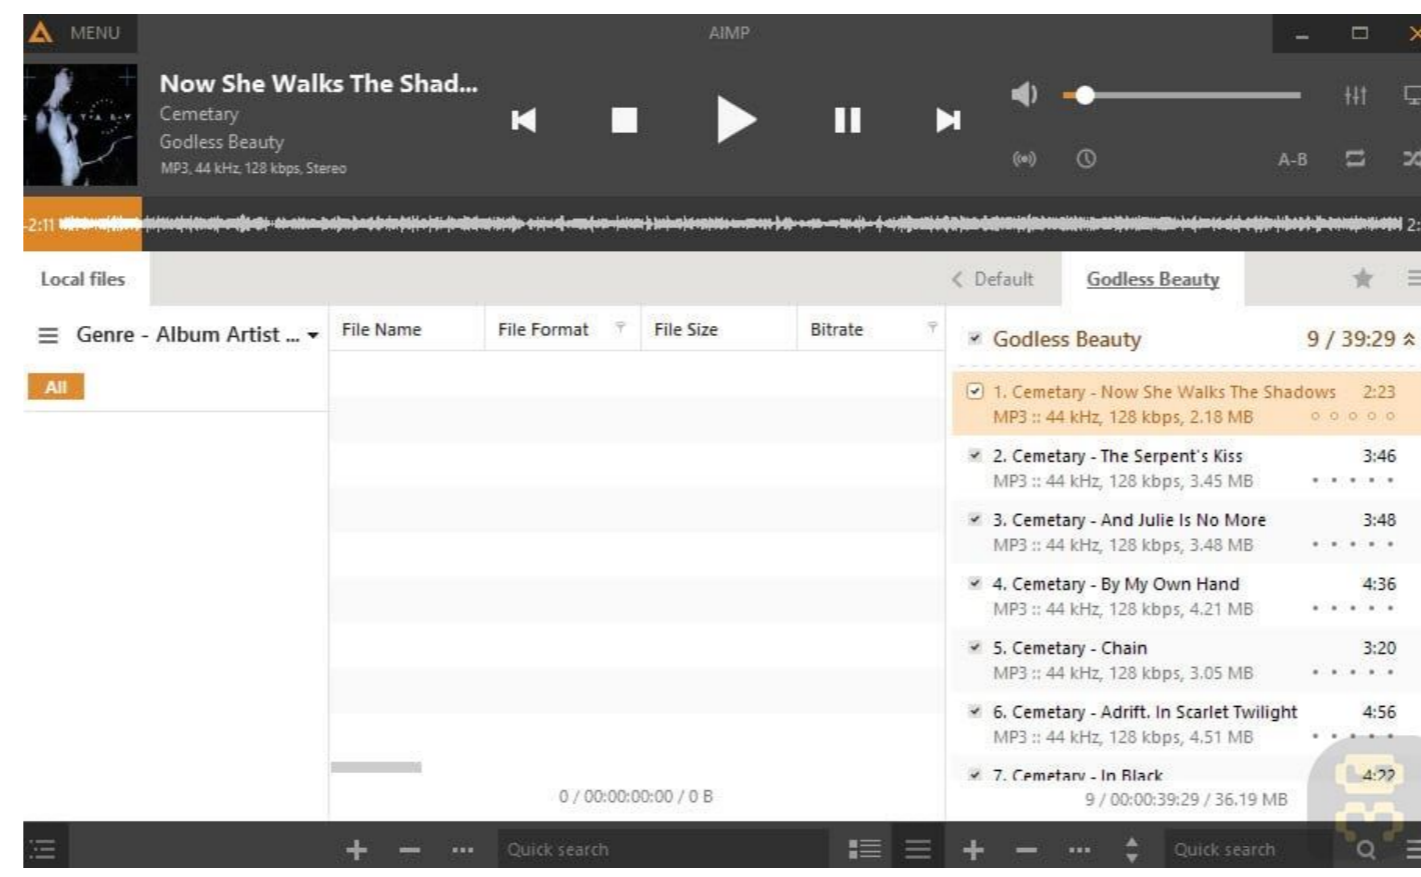 MENU
AIMP
Now She Walks The Shad...
Cemetary
Godless Beauty
MP3, 44 kHz, 128 kbps, Stereo
A-B
-2:11
2:
Local files
Default
Godless Beauty
Genre - Album Artist ...
File Name
File Format
File Size
Bitrate
All
0 / 00:00:00:00 / 0 B
Godless Beauty 9 / 39:29
1. Cemetary - Now She Walks The Shadows 2:23
MP3 :: 44 kHz, 128 kbps, 2.18 MB
2. Cemetary - The Serpent's Kiss 3:46
MP3 :: 44 kHz, 128 kbps, 3.45 MB
3. Cemetary - And Julie Is No More 3:48
MP3 :: 44 kHz, 128 kbps, 3.48 MB
4. Cemetary - By My Own Hand 4:36
MP3 :: 44 kHz, 128 kbps, 4.21 MB
5. Cemetary - Chain 3:20
MP3 :: 44 kHz, 128 kbps, 3.05 MB
6. Cemetary - Adrift. In Scarlet Twilight 4:56
MP3 :: 44 kHz, 128 kbps, 4.51 MB
7. Cemetary - In Black 4:22
9 / 00:00:39:29 / 36.19 MB
Quick search
Quick search